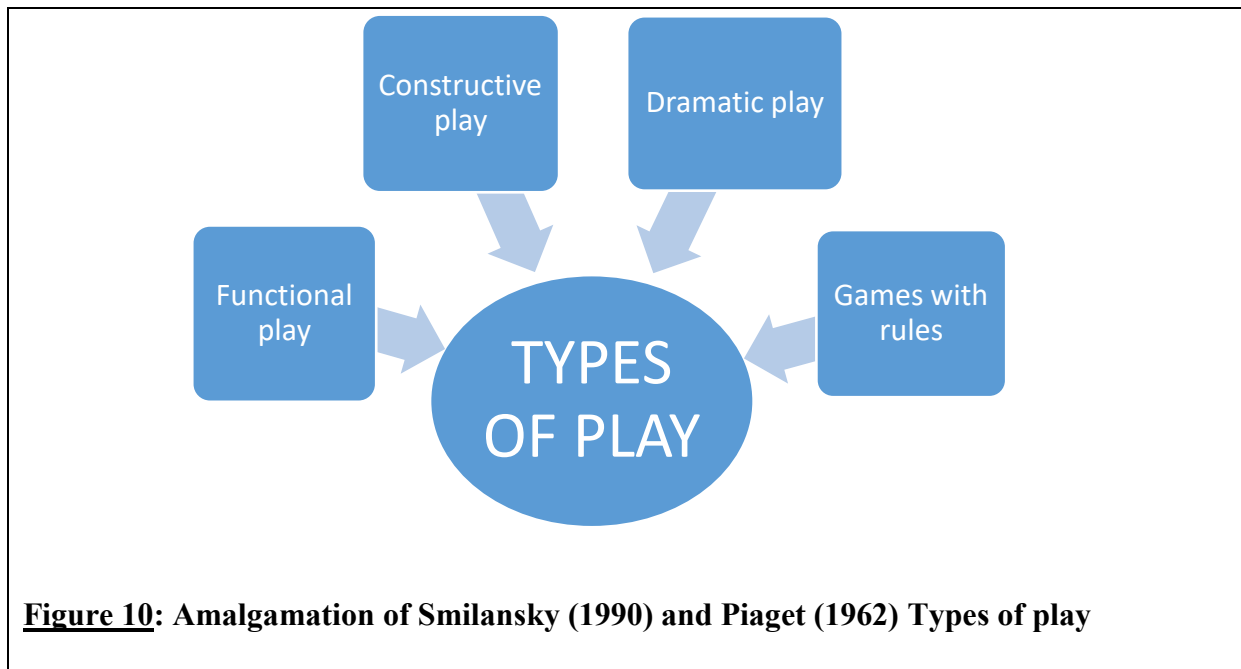 Constructive
play
Dramatic play
Functional
play
Games with
rules
TYPES
OF PLAY
Figure 10: Amalgamation of Smilansky (1990) and Piaget (1962) Types of play